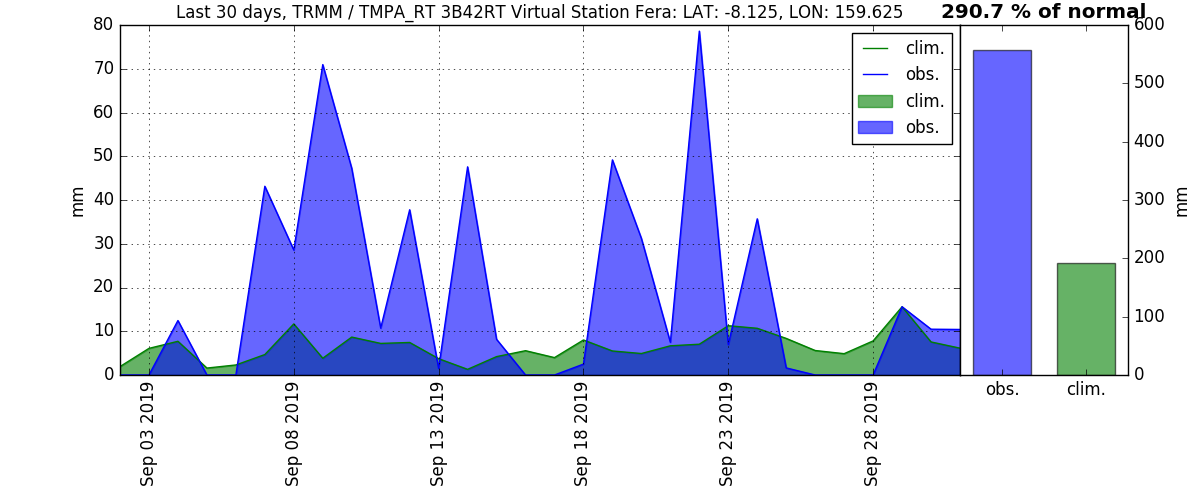 Last 30 days, TRMM / TMPA_RT 3B42RT Virtual Station Fera: LAT: -8.125, LON: 159.625
290.7 % of normal
80
70
60
50
40
30
20
10
0
mm
clim.
obs.
clim.
obs.
Sep 03 2019
Sep 08 2019
Sep 13 2019
Sep 18 2019
Sep 23 2019
Sep 28 2019
600
500
400
300
200
100
0
mm
obs.
clim.